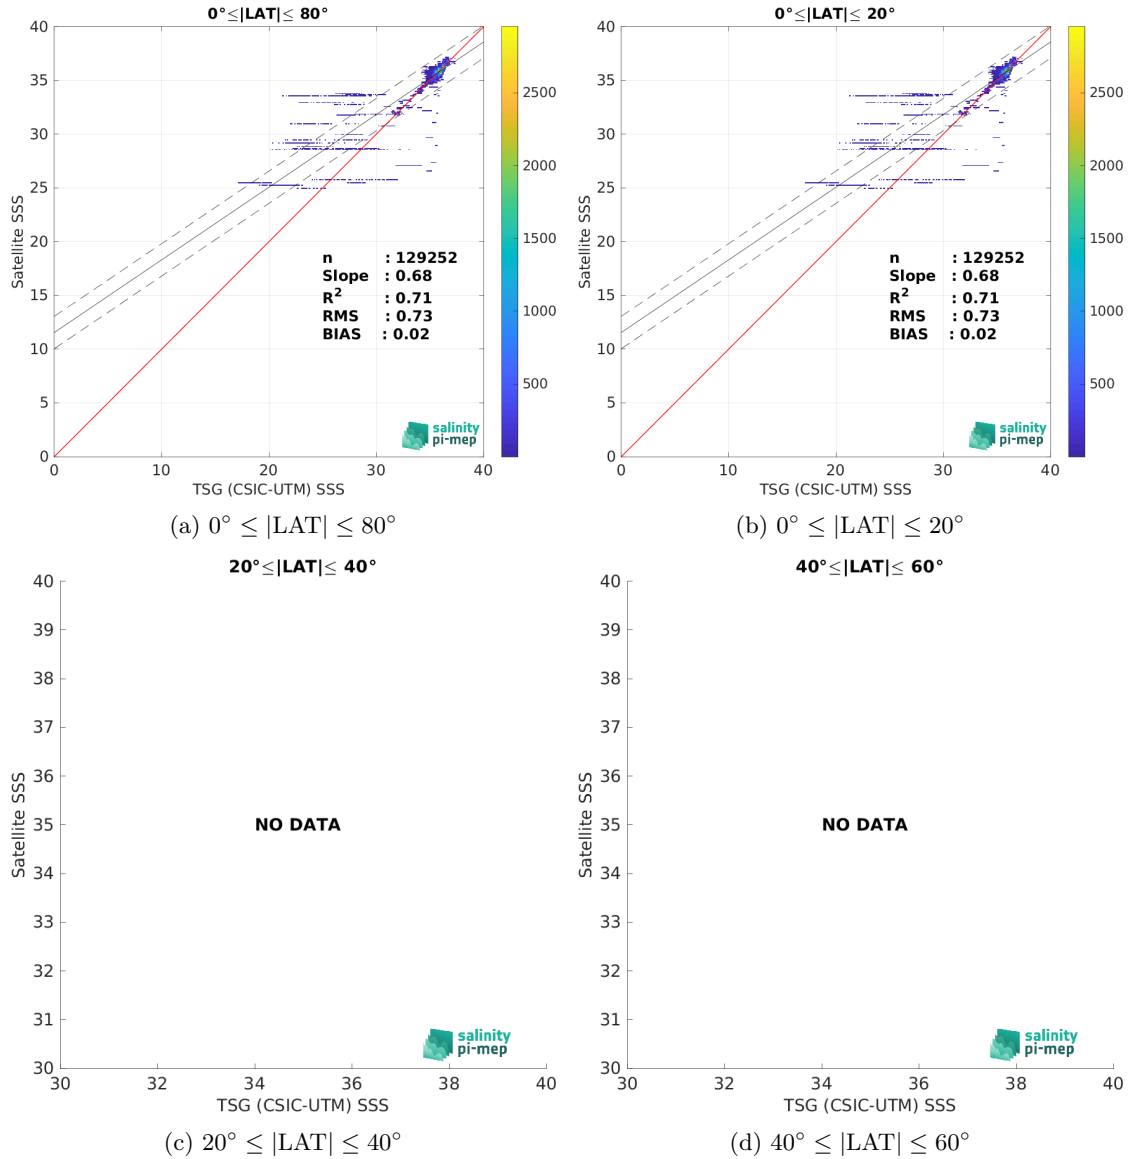 0°≤|LAT|≤ 80°
40
35
30
25
20
15
10
5
0
Satellite SSS
0
10
20
30
40
TSG (CSIC-UTM) SSS
2500
2000
1500
1000
500
n : 129252
Slope : 0.68
R² : 0.71
RMS : 0.73
BIAS : 0.02
salinity
pi-mep
(a) 0° ≤ |LAT| ≤ 80°
0°≤|LAT|≤ 20°
40
35
30
25
20
15
10
5
0
Satellite SSS
0
10
20
30
40
TSG (CSIC-UTM) SSS
2500
2000
1500
1000
500
n : 129252
Slope : 0.68
R² : 0.71
RMS : 0.73
BIAS : 0.02
salinity
pi-mep
(b) 0° ≤ |LAT| ≤ 20°
20°≤|LAT|≤ 40°
40
39
38
37
36
35
34
33
32
31
30
Satellite SSS
NO DATA
salinity
pi-mep
30
32
34
36
38
40
TSG (CSIC-UTM) SSS
(c) 20° ≤ |LAT| ≤ 40°
40°≤|LAT|≤ 60°
40
39
38
37
36
35
34
33
32
31
30
Satellite SSS
NO DATA
salinity
pi-mep
30
32
34
36
38
40
TSG (CSIC-UTM) SSS
(d) 40° ≤ |LAT| ≤ 60°